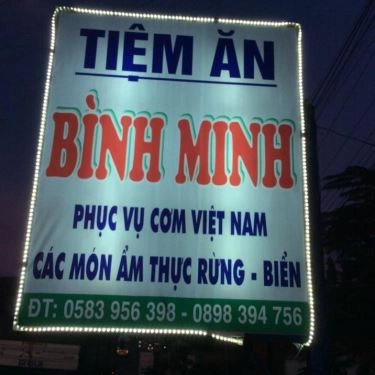 TIỆM ĂN
BÌNH MINH
PHỤC VỤ CƠM VIỆT NAM
CÁC MÓN ẨM THỰC RỪNG - BIỂN
ĐT: 0583 956 398 - 0898 394 756